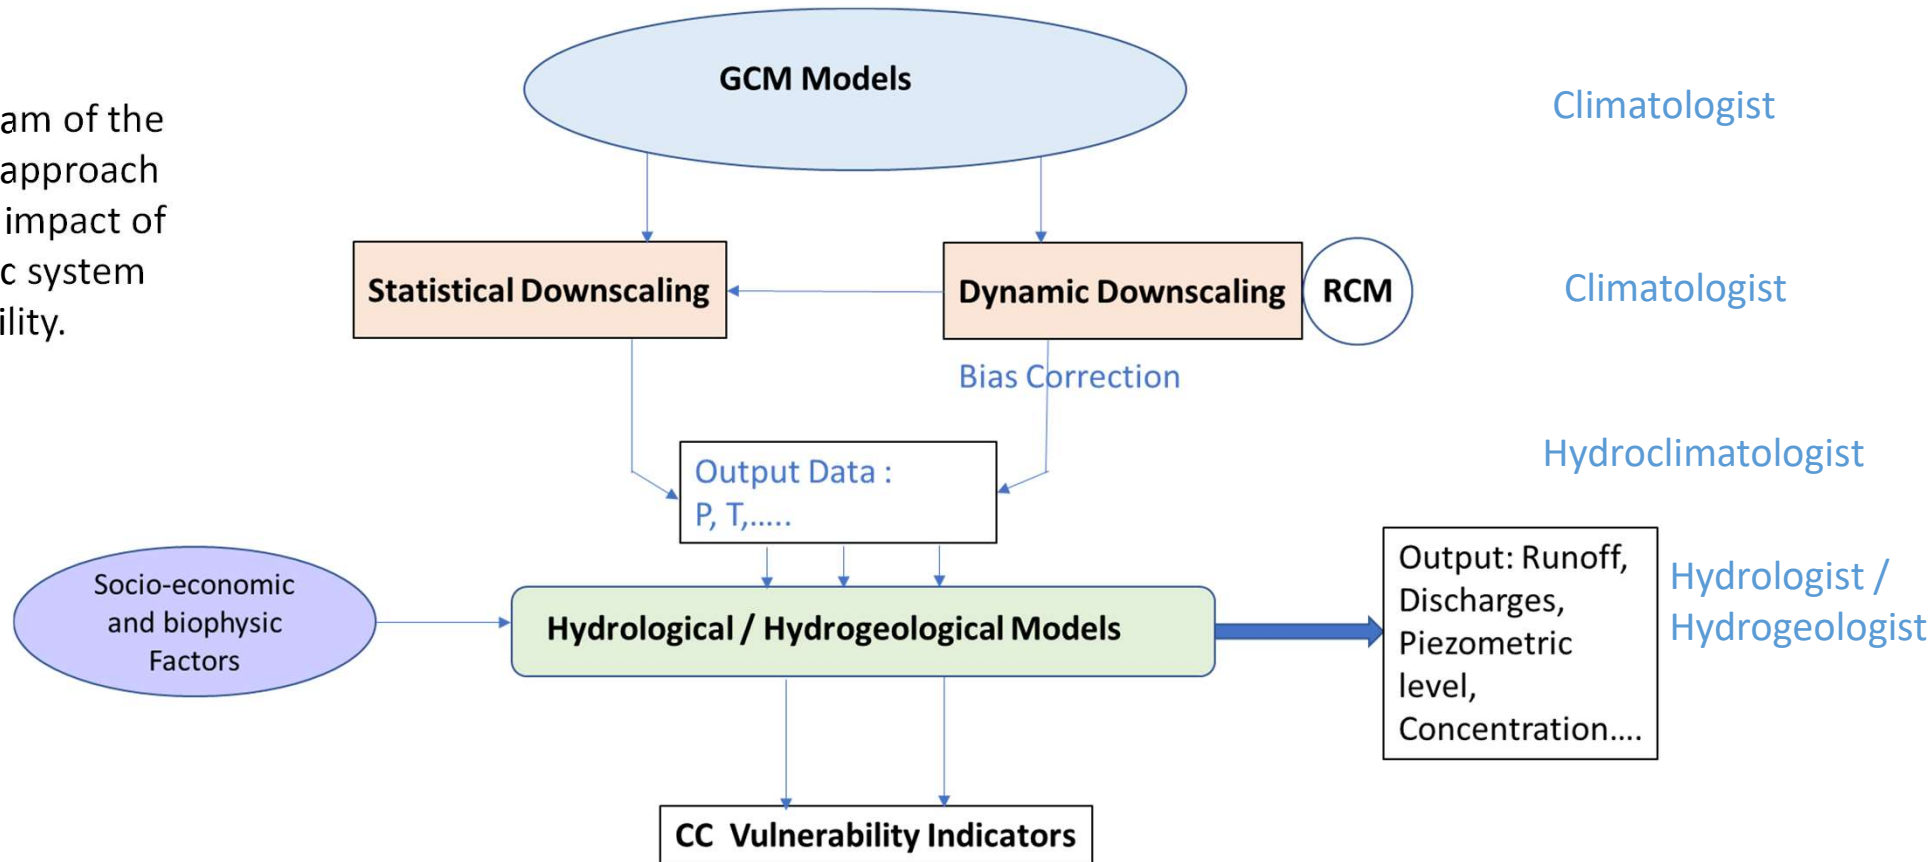 am of the
approach
impact of
c system
ility.
GCM Models
Climatologist
Statistical Downscaling
Dynamic Downscaling
RCM
Climatologist
Bias Correction
Output Data :
P, T,.....
Hydroclimatologist
Socio-economic
and biophysic
Factors
Hydrological / Hydrogeological Models
Output: Runoff,
Discharges,
Piezometric
level,
Concentration....
Hydrologist /
Hydrogeologist
CC  Vulnerability Indicators